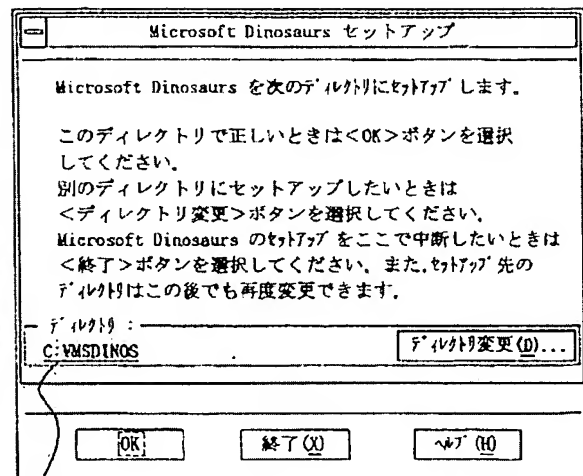 Microsoft Dinosaurs セットアップ
Microsoft Dinosaurs を次のﾃﾞｨﾚｸﾄﾘにｾｯﾄｱｯﾌﾟします。
このディレクトリで正しいときは＜OK＞ボタンを選択
してください。
別のディレクトリにセットアップしたいときは
＜ディレクトリ変更＞ボタンを選択してください。
Microsoft Dinosaurs のｾｯﾄｱｯﾌﾟをここで中断したいときは
＜終了＞ボタンを選択してください。また、ｾｯﾄｱｯﾌﾟ先の
ﾃﾞｨﾚｸﾄﾘはこの後でも再度変更できます。
ﾃﾞｨﾚｸﾄﾘ:
C:¥MSDINOS
ﾃﾞｨﾚｸﾄﾘ変更(D)...
OK
終了(X)
ﾍﾙﾌﾟ(H)